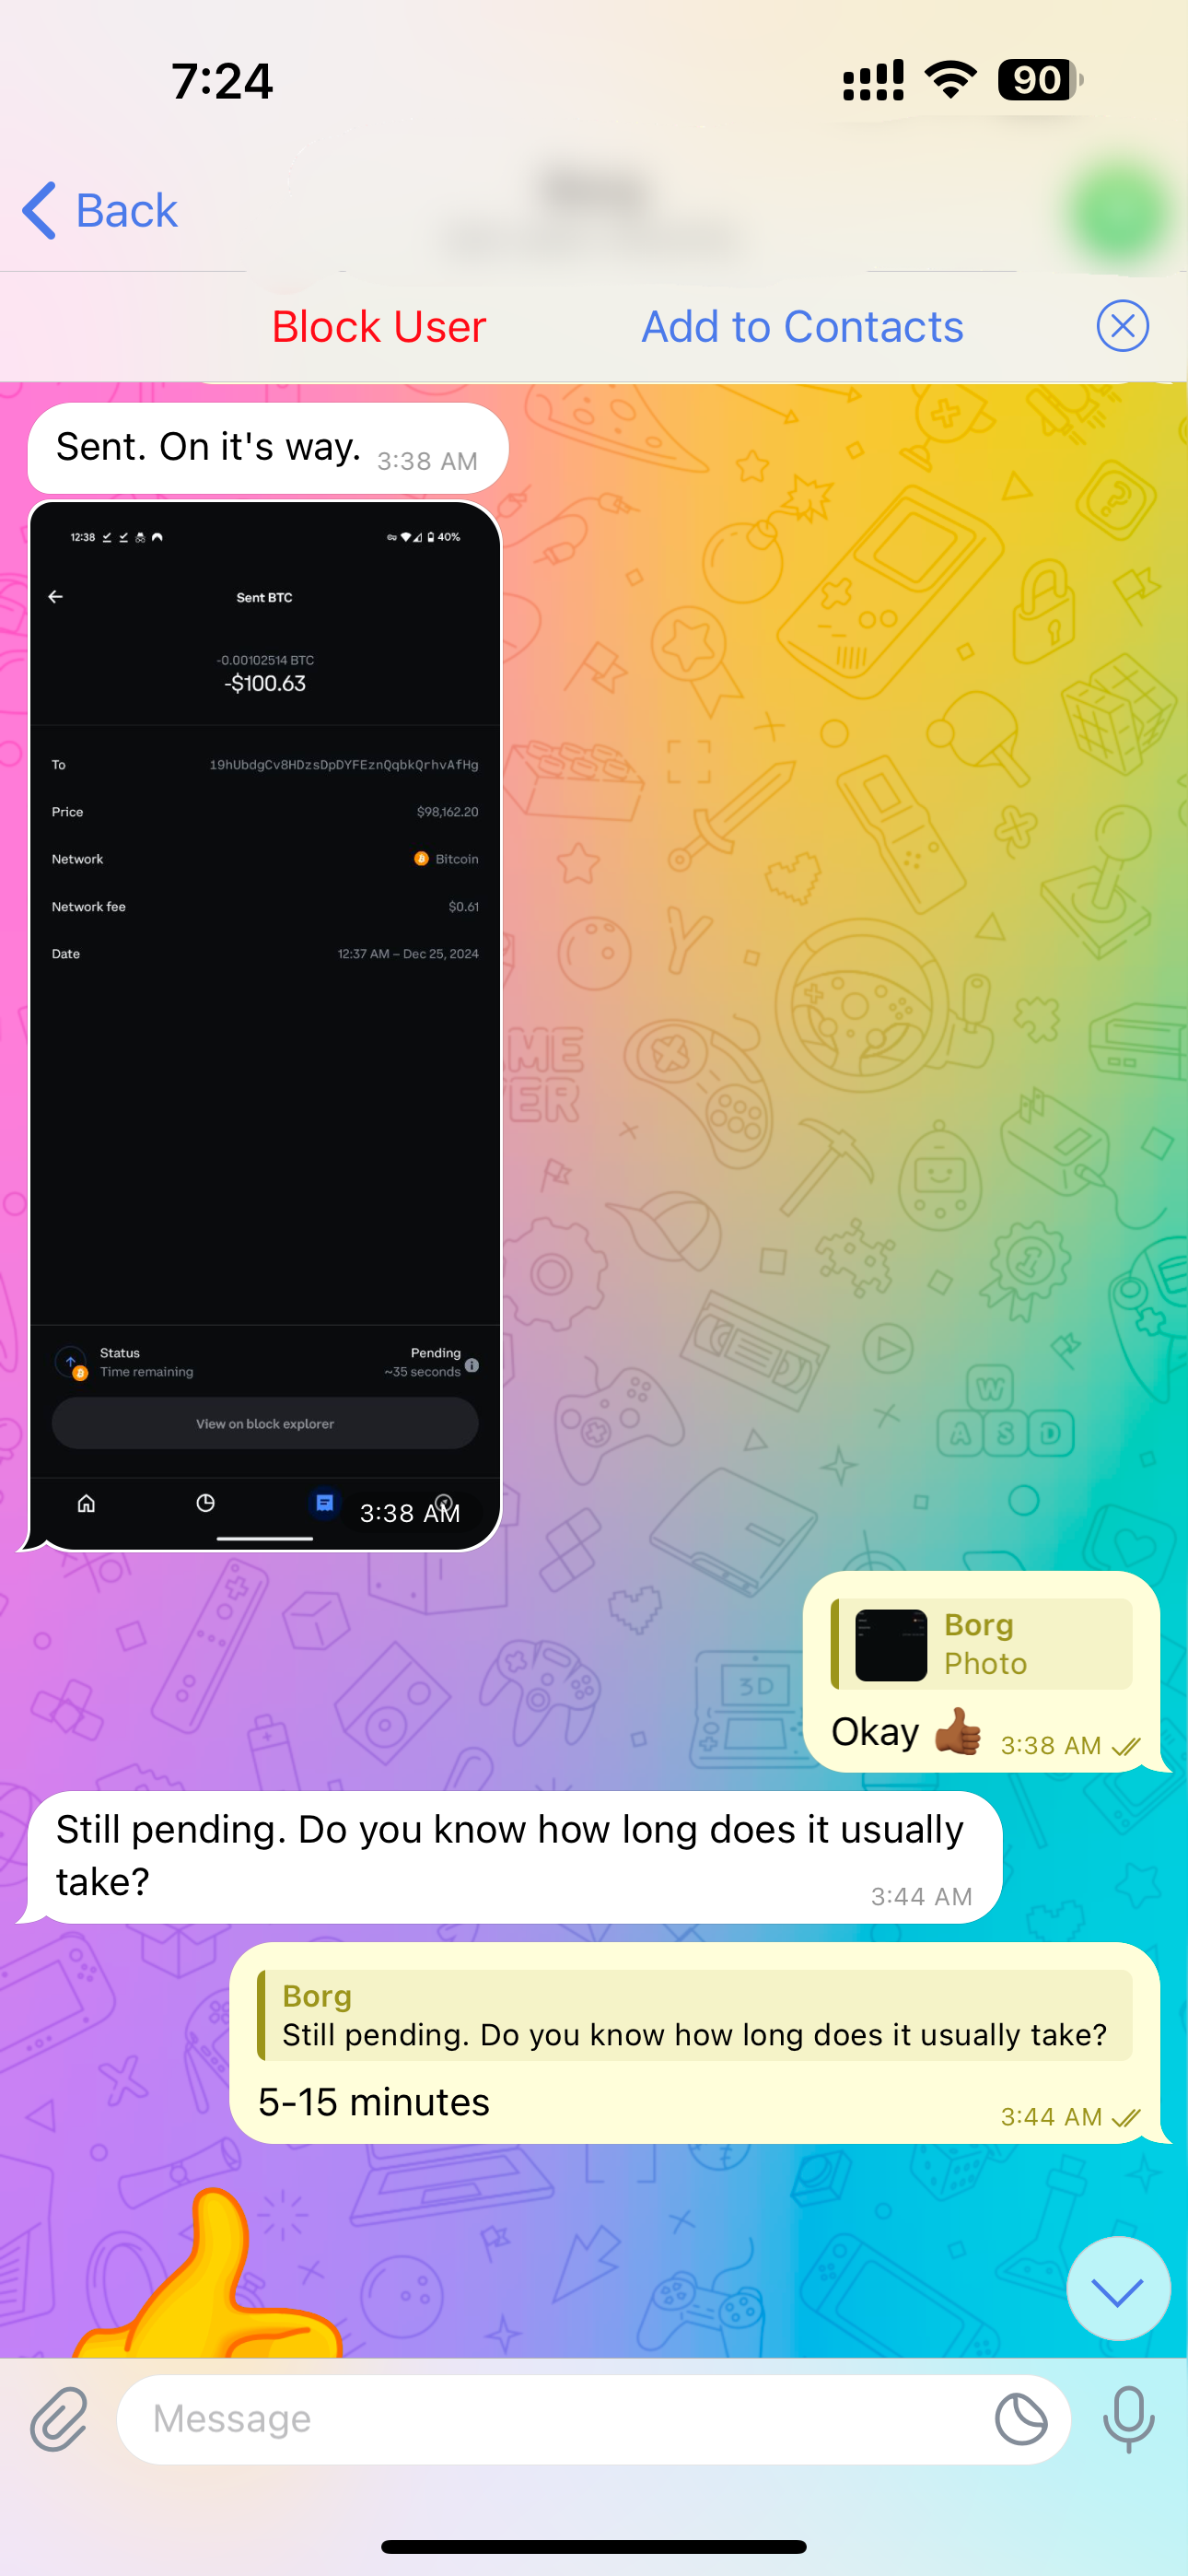 7:24
90
Back
Block User
Add to Contacts
Sent. On it's way.
3:38 AM
12:38
40%
Sent BTC
-0.00102514 BTC
-$100.63
To
19hUbdgCv8HDzsDpDYFEznQqbkQrhvAfHg
Price
$98,162.20
Network
Bitcoin
Network fee
$0.61
Date
12:37 AM – Dec 25, 2024
Status
Pending
Time remaining
~35 seconds
View on block explorer
3:38 AM
Borg
Photo
Okay 👍🏾
3:38 AM
Still pending. Do you know how long does it usually
take?
3:44 AM
Borg
Still pending. Do you know how long does it usually take?
5-15 minutes
3:44 AM
W
A S D
3D
Message